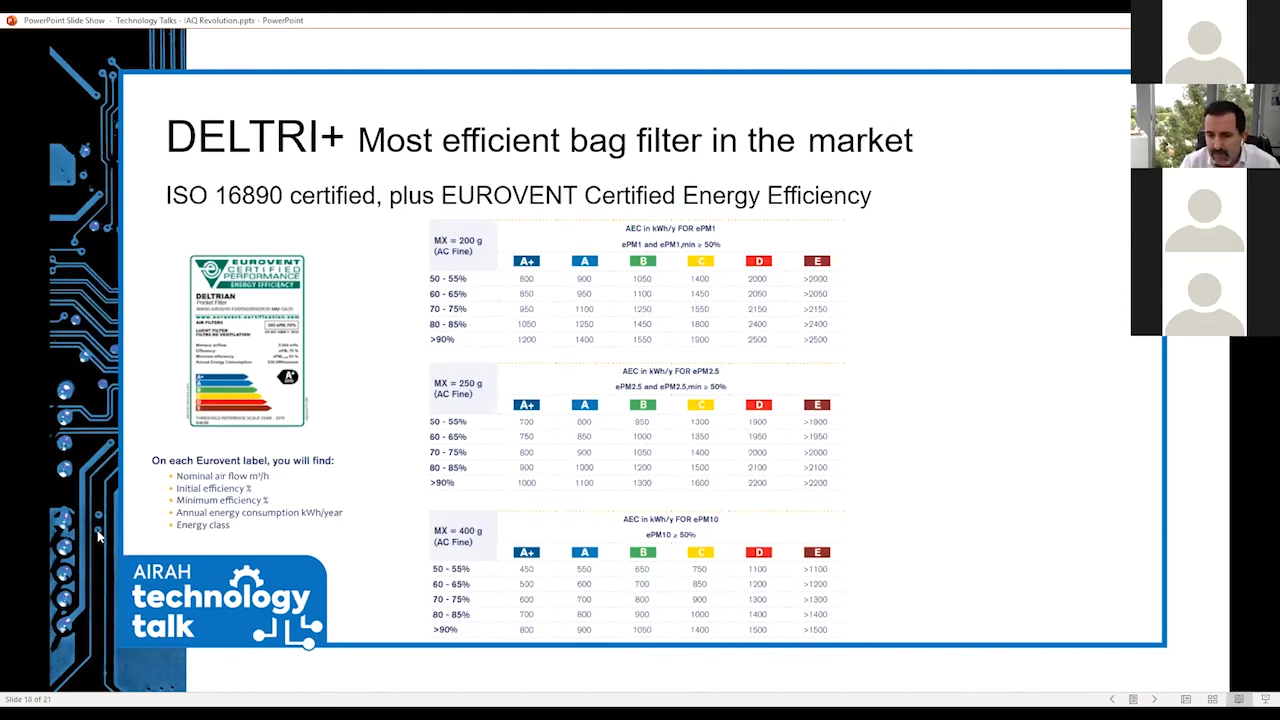 PowerPoint Slide Show - Technology Talks - IAQ Revolution.pptx - PowerPoint
DELTRI+ Most efficient bag filter in the market
ISO 16890 certified, plus EUROVENT Certified Energy Efficiency
EUROVENT
CERTIFIED
PERFORMANCE
ENERGY EFFICIENCY
DELTRIAN
Pocket Filter
www.eurovent-certification.com
AIR FILTERS
A+
A
B
C
D
E
A+
On each Eurovent label, you will find:
• Nominal air flow m³/h
• Initial efficiency %
• Minimum efficiency %
• Annual energy consumption kWh/year
• Energy class
MX = 200 g
(AC Fine)
AEC in kWh/y FOR ePM1
ePM1 and ePM1,min ≥ 50%
A+ A B C D E
50 - 55% 800 900 1050 1400 2000 >2000
60 - 65% 850 950 1100 1450 2050 >2050
70 - 75% 950 1100 1250 1550 2150 >2150
80 - 85% 1050 1250 1450 1800 2400 >2400
>90% 1200 1400 1550 1900 2500 >2500
MX = 250 g
(AC Fine)
AEC in kWh/y FOR ePM2.5
ePM2.5 and ePM2.5,min ≥ 50%
A+ A B C D E
50 - 55% 700 800 950 1300 1900 >1900
60 - 65% 750 850 1000 1350 1950 >1950
70 - 75% 800 900 1050 1400 2000 >2000
80 - 85% 900 1000 1200 1500 2100 >2100
>90% 1000 1100 1300 1600 2200 >2200
MX = 400 g
(AC Fine)
AEC in kWh/y FOR ePM10
ePM10 ≥ 50%
A+ A B C D E
50 - 55% 450 550 650 750 1100 >1100
60 - 65% 500 600 700 850 1200 >1200
70 - 75% 600 700 800 900 1300 >1300
80 - 85% 700 800 900 1000 1400 >1400
>90% 800 900 1050 1400 1500 >1500
AIRAH
technology
talk
Slide 18 of 21